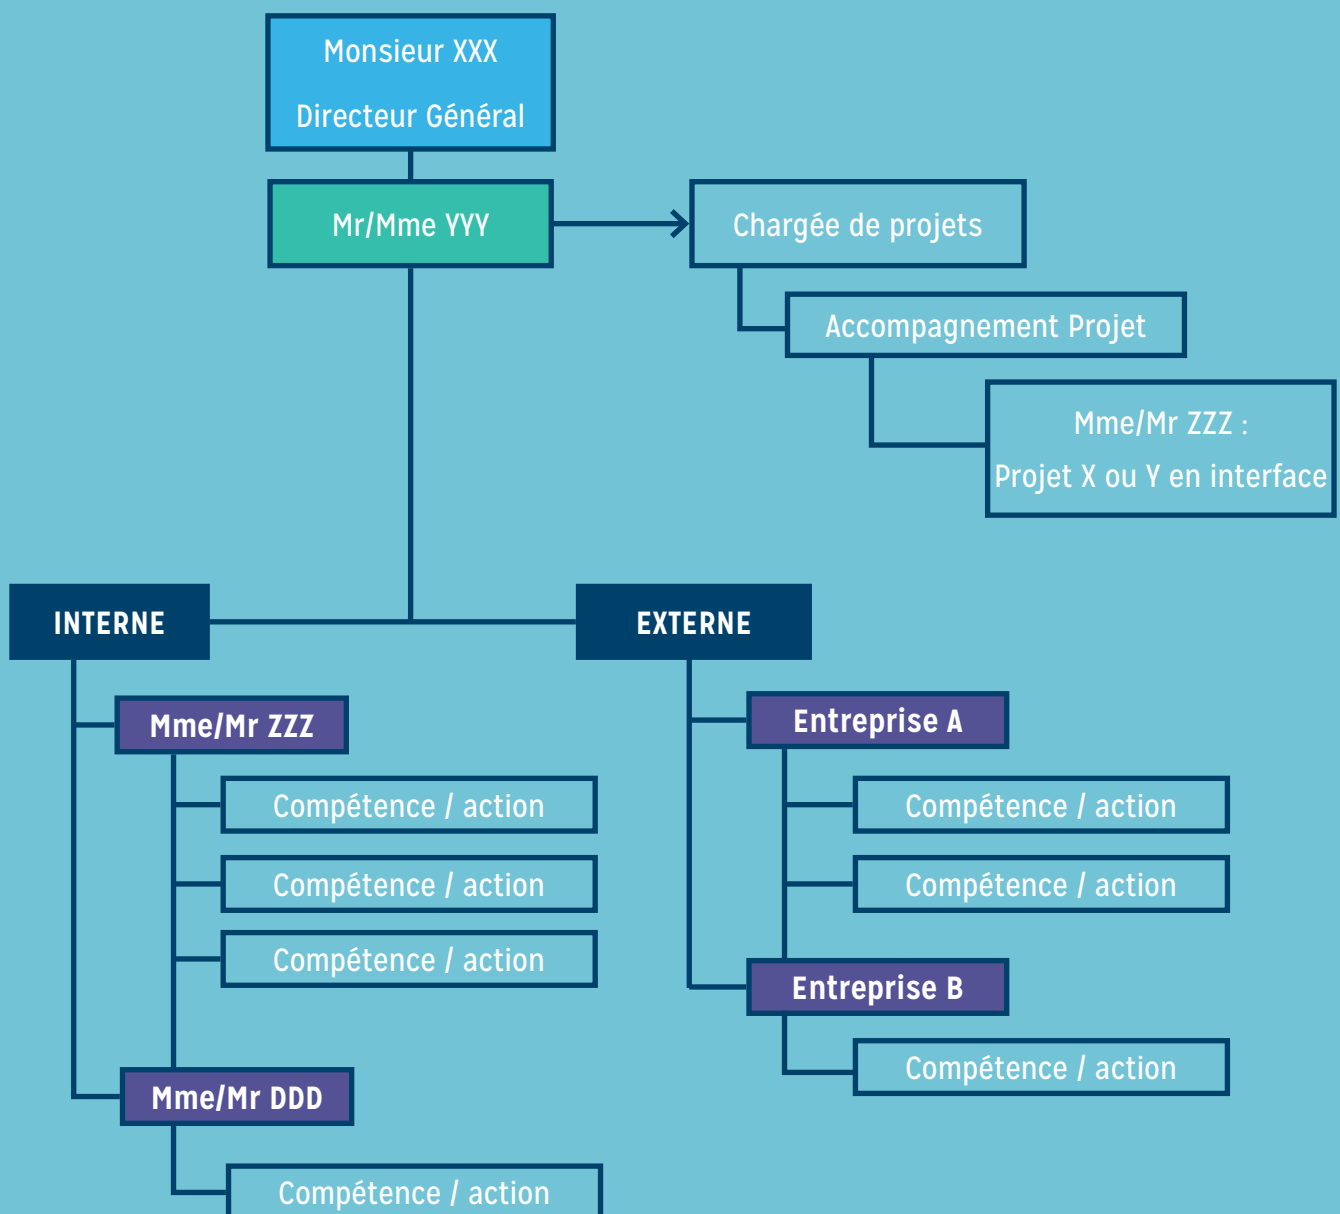 Monsieur XXX
Directeur Général
Mr/Mme YYY
Chargée de projets
Accompagnement Projet
Mme/Mr ZZZ :
Projet X ou Y en interface
INTERNE
Mme/Mr ZZZ
Compétence / action
Compétence / action
Compétence / action
Mme/Mr DDD
Compétence / action
EXTERNE
Entreprise A
Compétence / action
Compétence / action
Entreprise B
Compétence / action